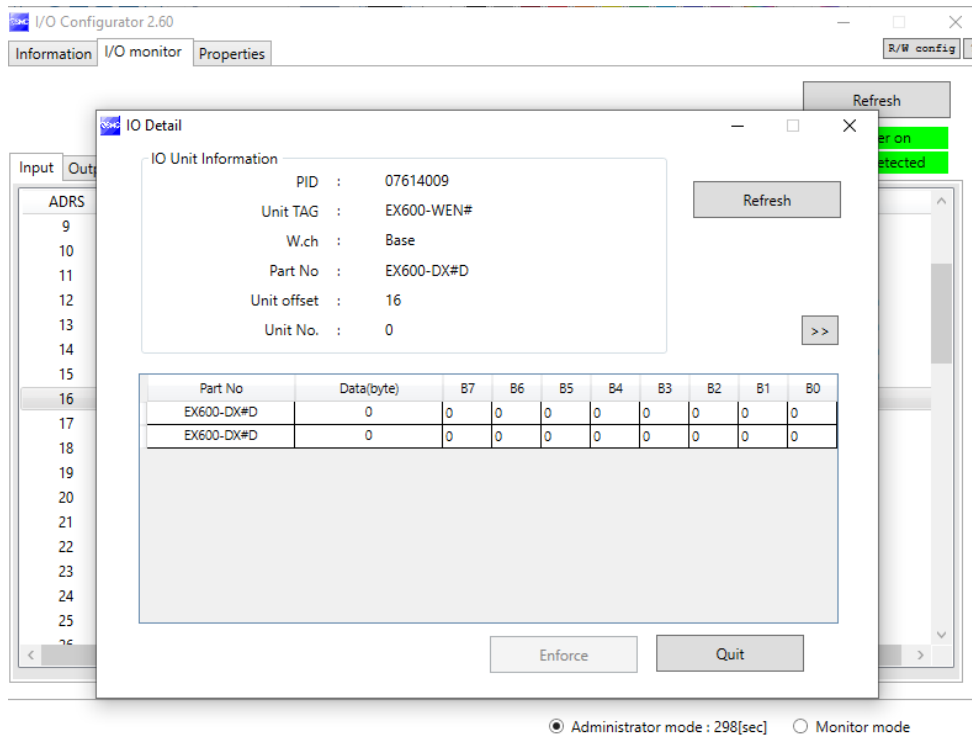 I/O Configurator 2.60
Information I/O monitor Properties
R/W config
Refresh
er on
etected
Input Outp
ADRS
9
10
11
12
13
14
15
16
17
18
19
20
21
22
23
24
25
26
IO Detail
IO Unit Information
PID : 07614009
Unit TAG : EX600-WEN#
W.ch : Base
Part No : EX600-DX#D
Unit offset : 16
Unit No. : 0
Refresh
>>
Part No Data(byte) B7 B6 B5 B4 B3 B2 B1 B0
EX600-DX#D 0 0 0 0 0 0 0 0 0
EX600-DX#D 0 0 0 0 0 0 0 0 0
Enforce Quit
Administrator mode : 298[sec] Monitor mode